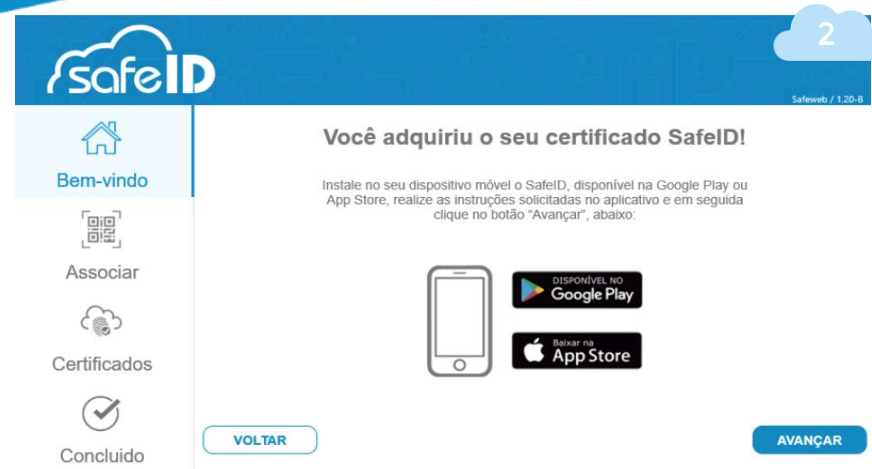 2
safeID
Safeweb / 1.20-8
Bem-vindo
Associar
Certificados
Concluido
Você adquiriu o seu certificado SafeID!
Instale no seu dispositivo móvel o SafeID, disponível na Google Play ou
App Store, realize as instruções solicitadas no aplicativo e em seguida
clique no botão "Avançar", abaixo:
DISPONÍVEL NO
Google Play
Baixar na
App Store
VOLTAR
AVANÇAR